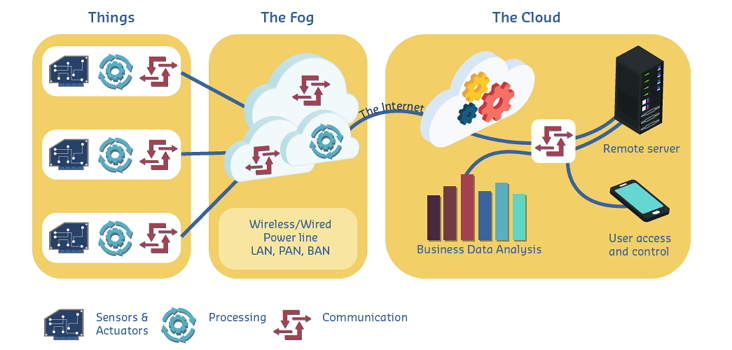 Things
The Fog
The Cloud
The Internet
Wireless/Wired
Power line
LAN, PAN, BAN
Remote server
Business Data Analysis
User access
and control
Sensors &
Actuators
Processing
Communication